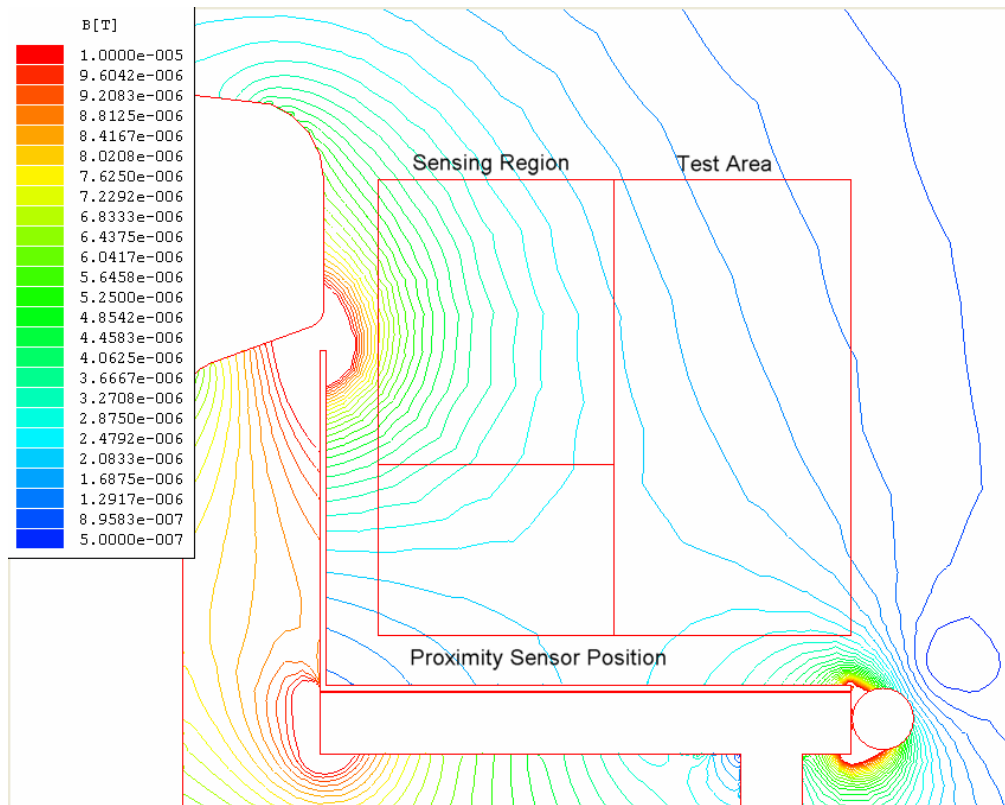 B[T]
1.0000e-005
9.6042e-006
9.2083e-006
8.8125e-006
8.4167e-006
8.0208e-006
7.6250e-006
7.2292e-006
6.8333e-006
6.4375e-006
6.0417e-006
5.6458e-006
5.2500e-006
4.8542e-006
4.4583e-006
4.0625e-006
3.6667e-006
3.2708e-006
2.8750e-006
2.4792e-006
2.0833e-006
1.6875e-006
1.2917e-006
8.9583e-007
5.0000e-007
Sensing Region
Test Area
Proximity Sensor Position